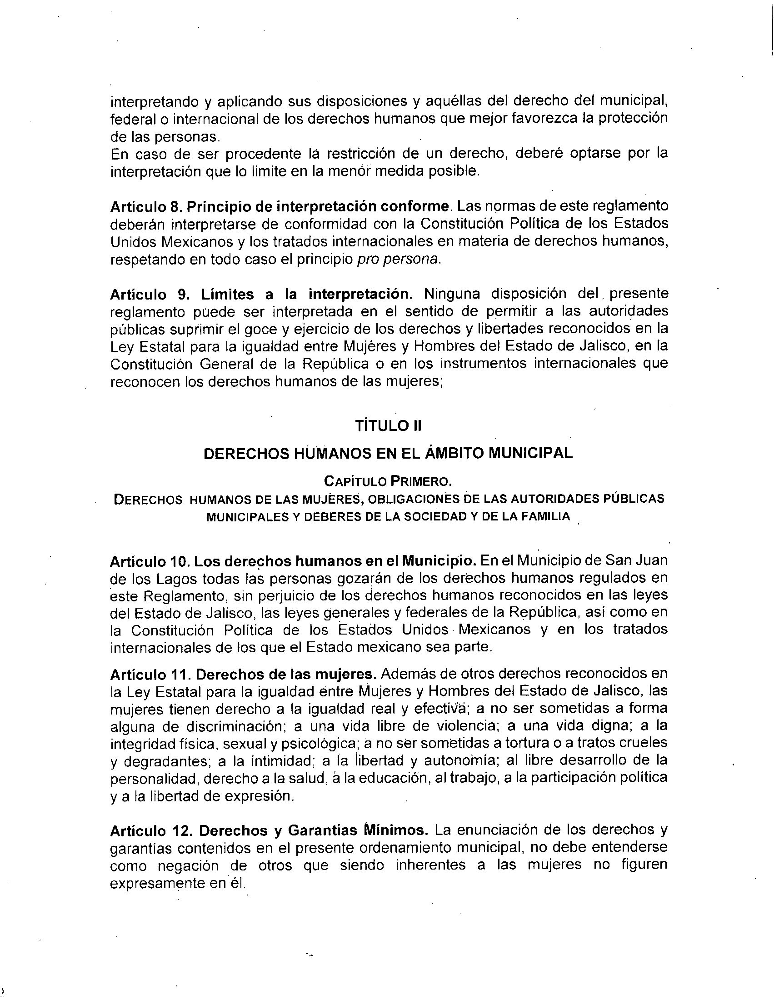 interpretando y aplicando sus disposiciones y aquéllas del derecho del municipal,
federal o internacional de los derechos humanos que mejor favorezca la protección
de las personas.
En caso de ser procedente la restricción de un derecho, deberé optarse por la
interpretación que lo limite en la menor medida posible.
Artículo 8. Principio de interpretación conforme. Las normas de este reglamento
deberán interpretarse de conformidad con la Constitución Política de los Estados
Unidos Mexicanos y los tratados internacionales en materia de derechos humanos,
respetando en todo caso el principio pro persona.
Artículo 9. Límites a la interpretación. Ninguna disposición del presente
reglamento puede ser interpretada en el sentido de permitir a las autoridades
públicas suprimir el goce y ejercicio de los derechos y libertades reconocidos en la
Ley Estatal para la igualdad entre Mujeres y Hombres del Estado de Jalisco, en la
Constitución General de la República o en los instrumentos internacionales que
reconocen los derechos humanos de las mujeres;
TÍTULO II
DERECHOS HUMANOS EN EL ÁMBITO MUNICIPAL
CAPÍTULO PRIMERO.
DERECHOS HUMANOS DE LAS MUJERES, OBLIGACIONES DE LAS AUTORIDADES PÚBLICAS
MUNICIPALES Y DEBERES DE LA SOCIEDAD Y DE LA FAMILIA
Artículo 10. Los derechos humanos en el Municipio. En el Municipio de San Juan
de los Lagos todas las personas gozarán de los derechos humanos regulados en
este Reglamento, sin perjuicio de los derechos humanos reconocidos en las leyes
del Estado de Jalisco, las leyes generales y federales de la República, así como en
la Constitución Política de los Estados Unidos Mexicanos y en los tratados
internacionales de los que el Estado mexicano sea parte.
Artículo 11. Derechos de las mujeres. Además de otros derechos reconocidos en
la Ley Estatal para la igualdad entre Mujeres y Hombres del Estado de Jalisco, las
mujeres tienen derecho a la igualdad real y efectiva; a no ser sometidas a forma
alguna de discriminación; a una vida libre de violencia; a una vida digna; a la
integridad física, sexual y psicológica; a no ser sometidas a tortura o a tratos crueles
y degradantes; a la intimidad; a la libertad y autonomía; al libre desarrollo de la
personalidad, derecho a la salud, a la educación, al trabajo, a la participación política
y a la libertad de expresión.
Artículo 12. Derechos y Garantías Mínimos. La enunciación de los derechos y
garantías contenidos en el presente ordenamiento municipal, no debe entenderse
como negación de otros que siendo inherentes a las mujeres no figuren
expresamente en él.